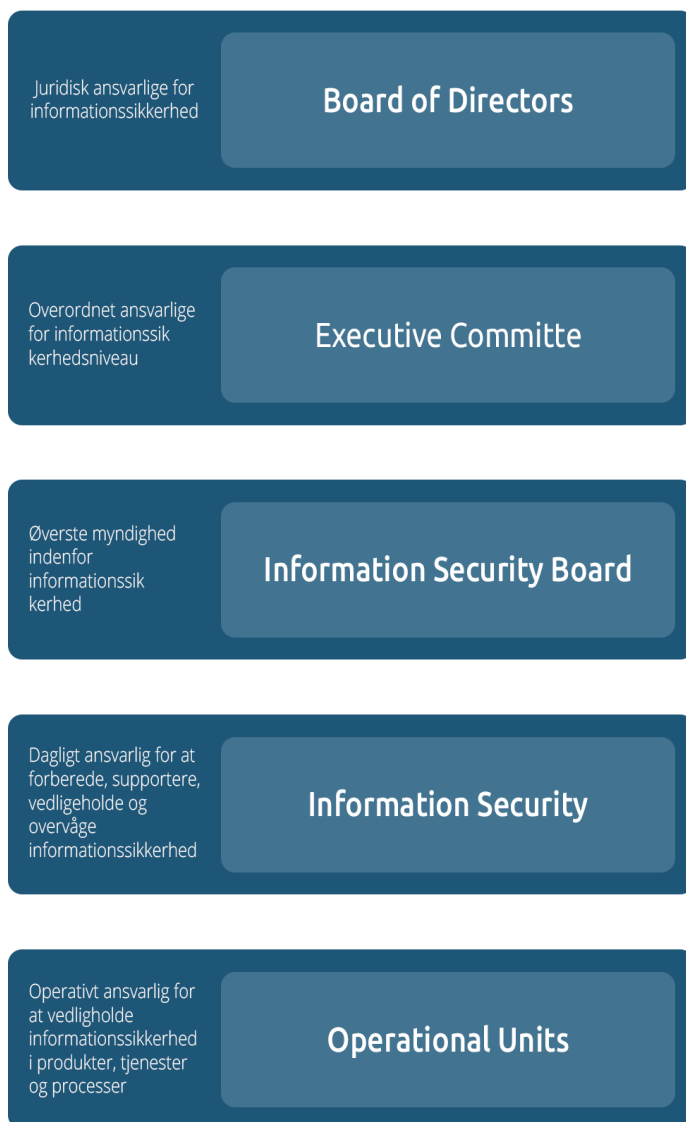 Juridisk ansvarlige for
informationssikkerhed
Board of Directors
Overordnet ansvarlige
for informationssik
kerhedsniveau
Executive Committe
Øverste myndighed
indenfor
informationssik
kerhed
Information Security Board
Dagligt ansvarlig for at
forberede, supportere,
vedligeholde og
overvåge
informationssikkerhed
Information Security
Operativt ansvarlig for
at vedligholde
informationssikkerhed
i produkter, tjenester
og processer
Operational Units